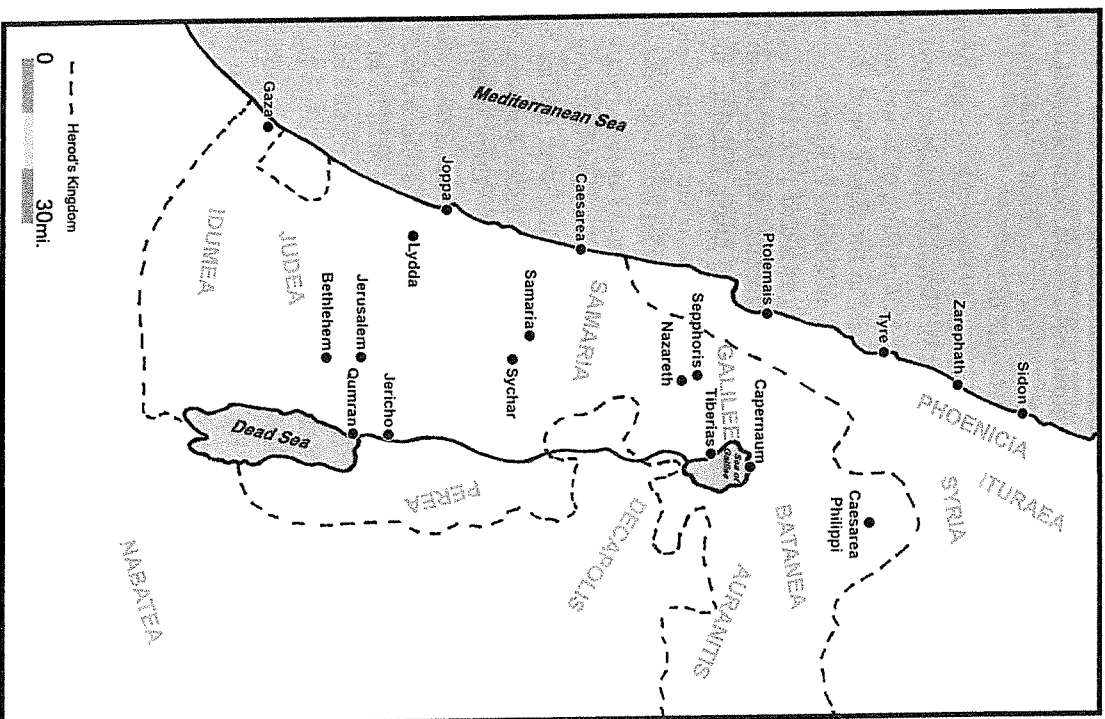 Sidon
PHOENICIA
ITURAEA
Zarephath
SYRIA
Tyre
Caesarea
Philippi
Ptolemais
BATANEA
Capernaum
Sea of
Galilee
GALILEE
AURANITIS
Tiberias
Sepphoris
Nazareth
Mediterranean Sea
DECAPOLIS
Caesarea
SAMARIA
Samaria
Sychar
Joppa
PEREA
Lydda
Jericho
Jerusalem
Qumran
Bethlehem
JUDEA
Dead Sea
Gaza
IDUMEA
NABATEA
Herod's Kingdom
0 30mi.